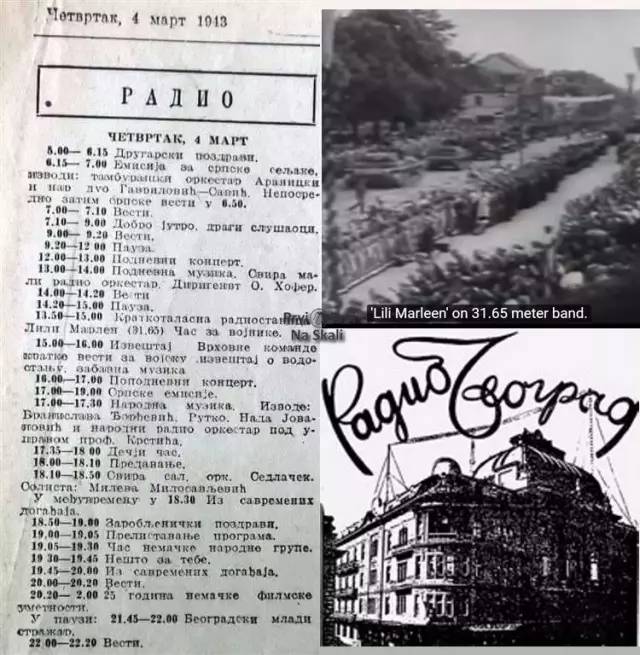 Четвртак, 4 март 1943
РАДИО
ЧЕТВРТАК, 4 МАРТ
5.00— 6.15 Другарски поздрави.
6.15— 7.00 Емисија за српске сељаке,
изводи: тамбурашки оркестар Араницки
и нар дуо Гавриловић—Савић. Непосре-
дно затим српске вести у 6.50.
7.00— 7.10 Вести.
7.10— 9.00 Добро јутро, драги слушаоци.
9.00— 9.20 Вести.
9.20—12 00 Пауза.
12.00—13.00 Подневни концерт.
13.00—14.00 Подневна музика. Свира ма-
ли радио оркестар. Диригент О. Хофер.
14.00—14.20 Вести
14.20—15.00 Пауза.
13.50—15.00 Краткоталасна радиостаница
Лили Марлен (31.65) Час за војнике.
15.00—16.00 Извештај Врховне команде
кратке вести за војску извештај о водо-
стању, забавна музика
16.00—17.00 Поподневни концерт.
17.00—19.00 Српске емисије.
17.00—17.30 Народна музика. Изводе:
Бранислава Ђорђевић, Рутко. Нада Јова-
новић и народни радио оркестар под у-
правом проф. Крстића.
17.35—18 00 Дечји час.
18.00—18.10 Предавање.
18.10—18.50 Свира сал. орк. Седлачек.
Солиста: Милева Милосављевић
У међувремену у 18.30 Из савремених
догађаја.
18.50—19.00 Заробљенички поздрави.
19.00—19.05 Прелиставање програма.
19.05—19.30 Час немачке народне групе.
19 30—19.45 Нешто за тебе.
19.45—20.00 Из савремених догађаја.
20.00—20.20 Вести.
20.20— 2.00 25 година немачке филмске
уметности.
У паузи: 21.45—22.00 Београдски млади
стражар.
22 00—22.20 Вести.
Prvi
Na Skali
'Lili Marleen' on 31.65 meter band.
Радио Београд